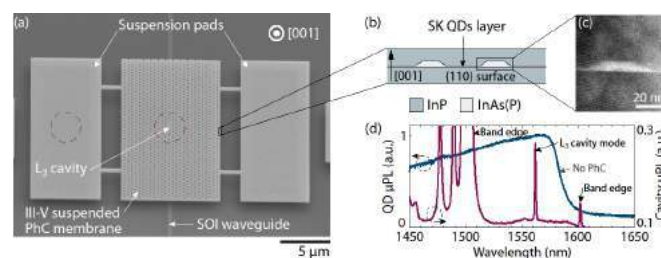 (a)
Suspension pads
[001]
L₃ cavity
III-V suspended
PhC membrane
SOI waveguide
5 μm
(b)
SK QDs layer
[001]
(110) surface
InP
InAs(P)
(c)
20 nm
(d)
Band edge
L₃ cavity mode
No PhC
Band edge
QD μPL (a.u.)
1
0
Cavity μPL (a.u.)
0.3
0.1
1450
1500
1550
1600
1650
Wavelength (nm)